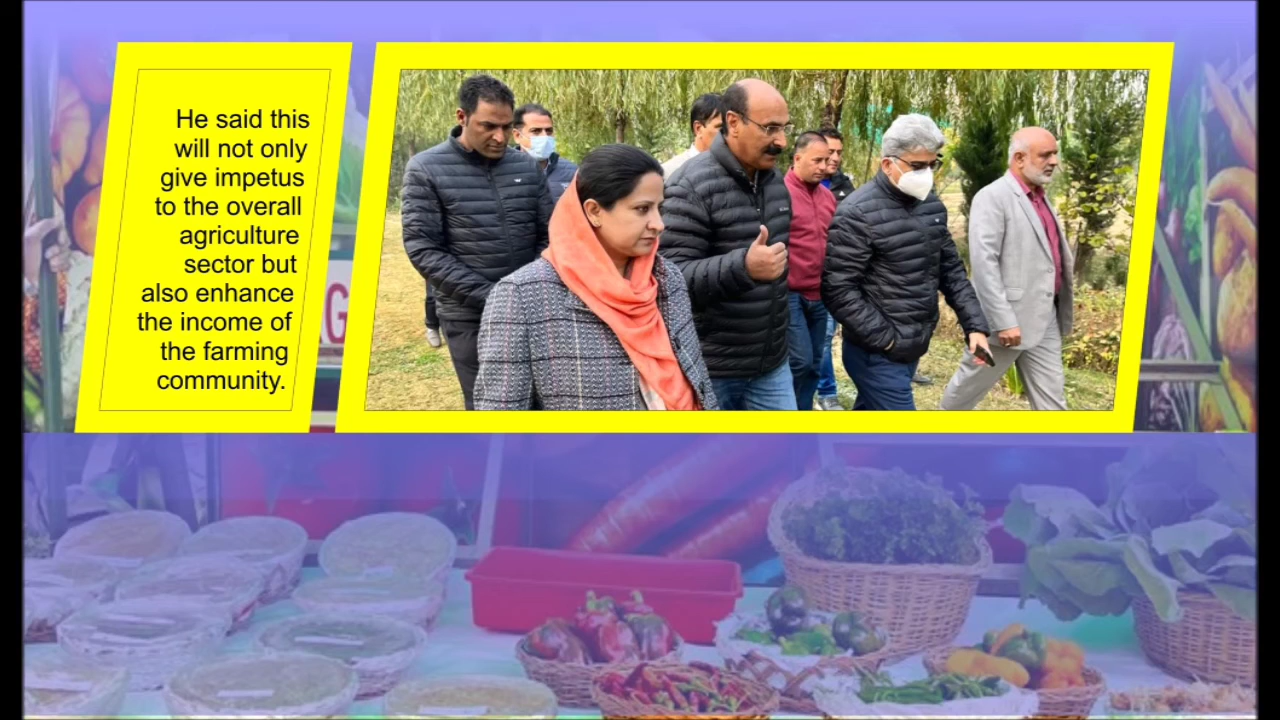 He said this
will not only
give impetus
to the overall
agriculture
sector but
also enhance
the income of
the farming
community.